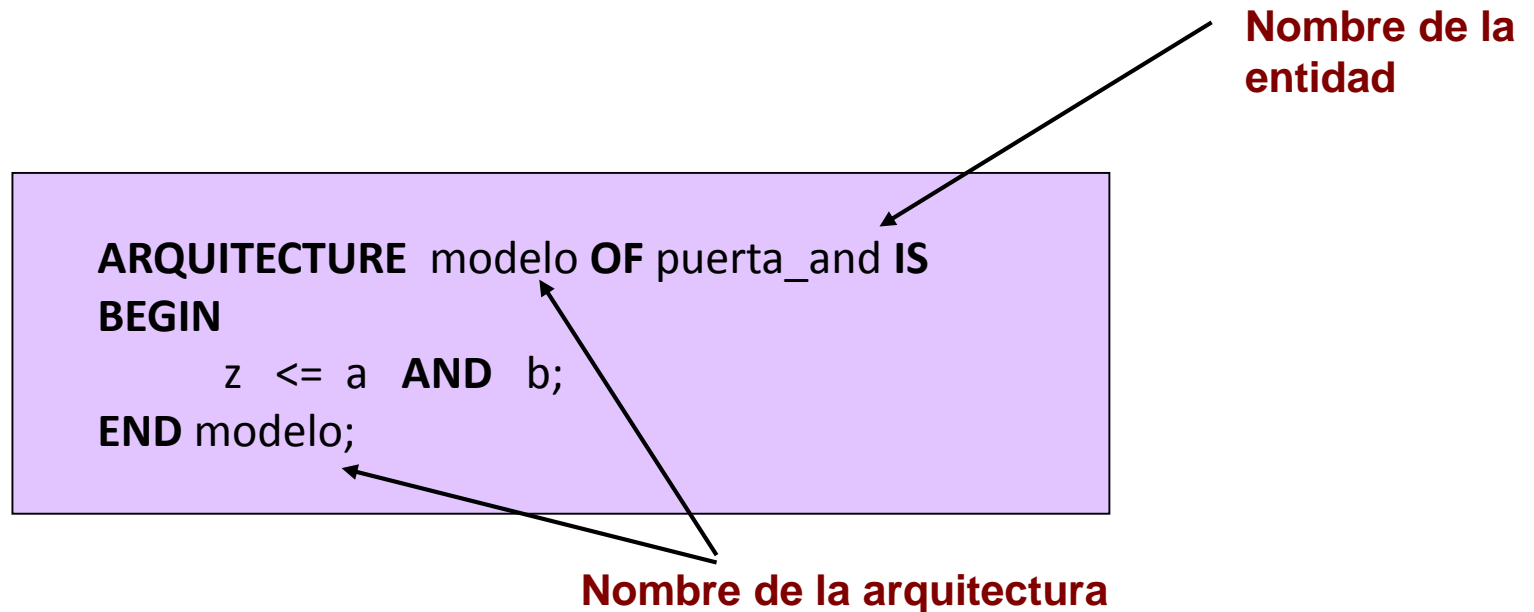 Nombre de la
entidad
ARQUITECTURE modelo OF puerta_and IS
BEGIN
z <= a AND b;
END modelo;
Nombre de la arquitectura